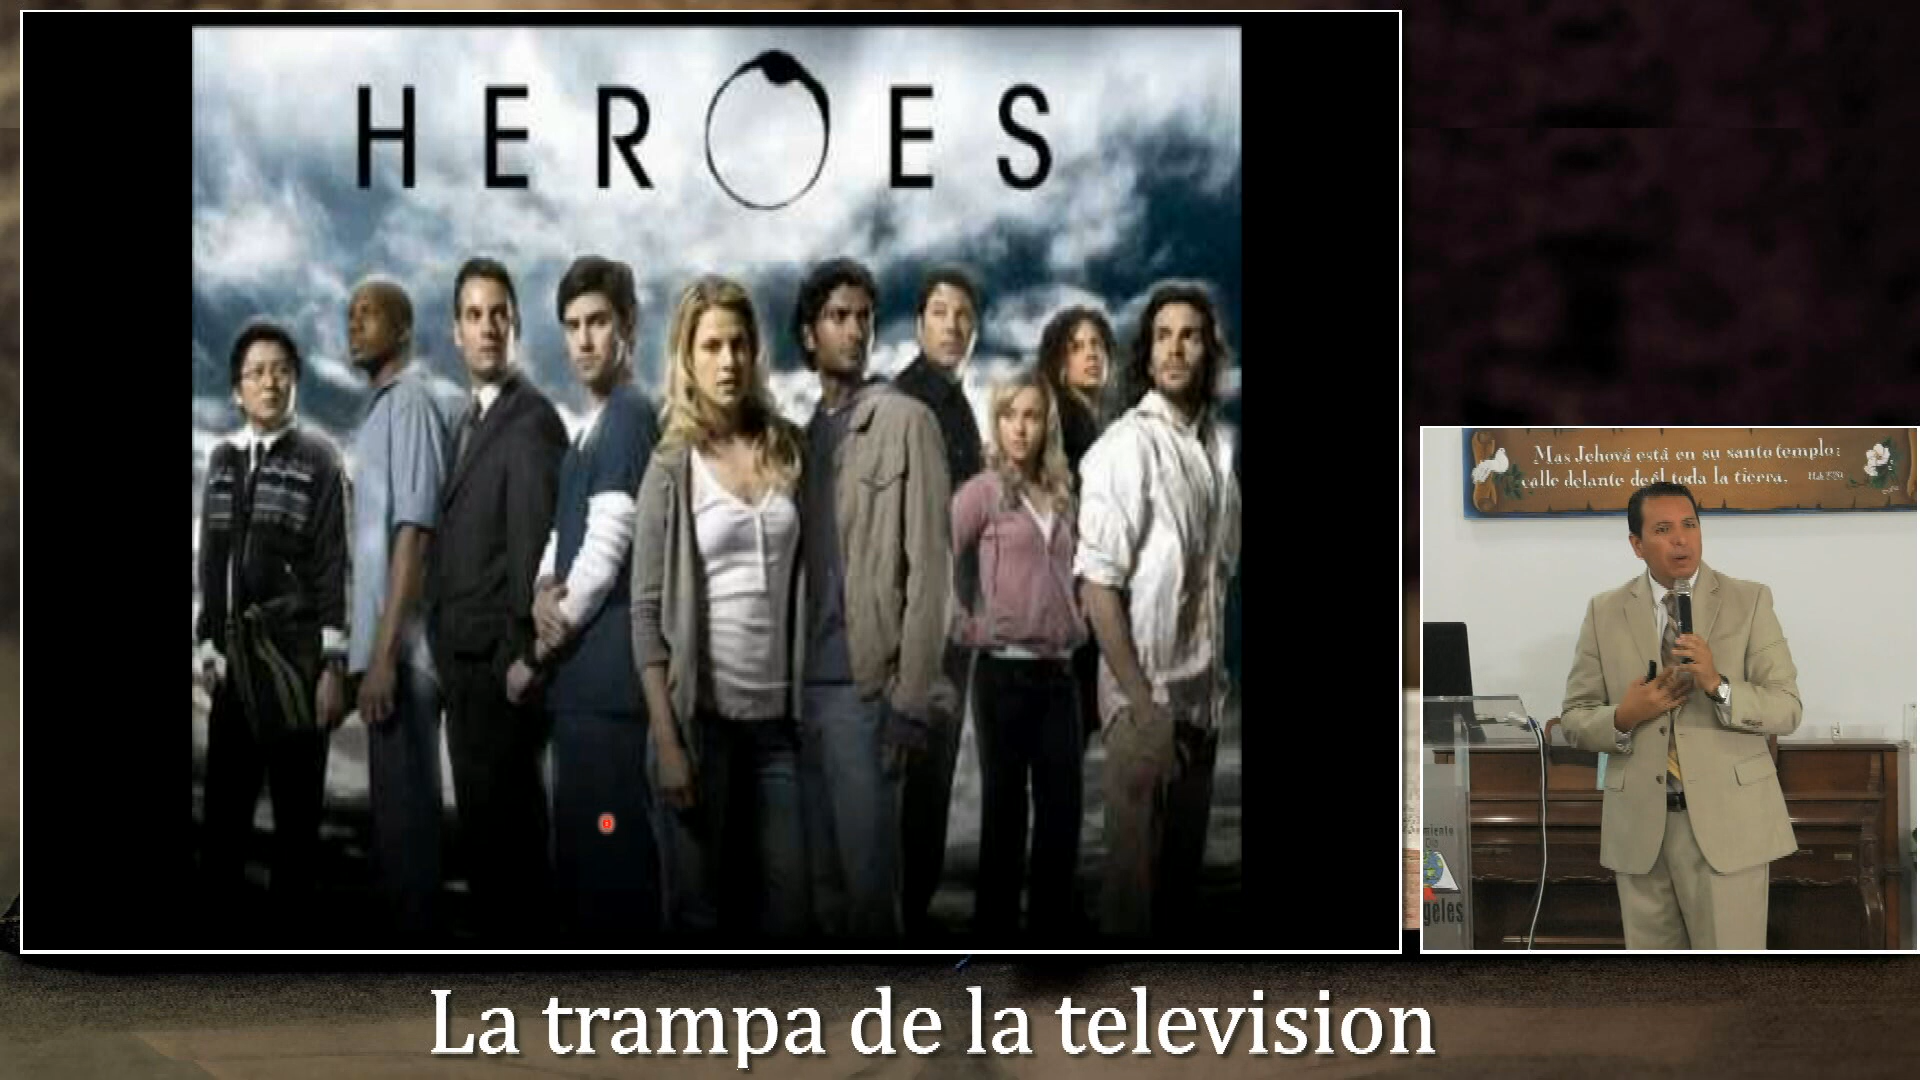 HEROES
Mas Jehová está en su santo templo:
calle delante de él toda la tierra.
geles
La trampa de la television